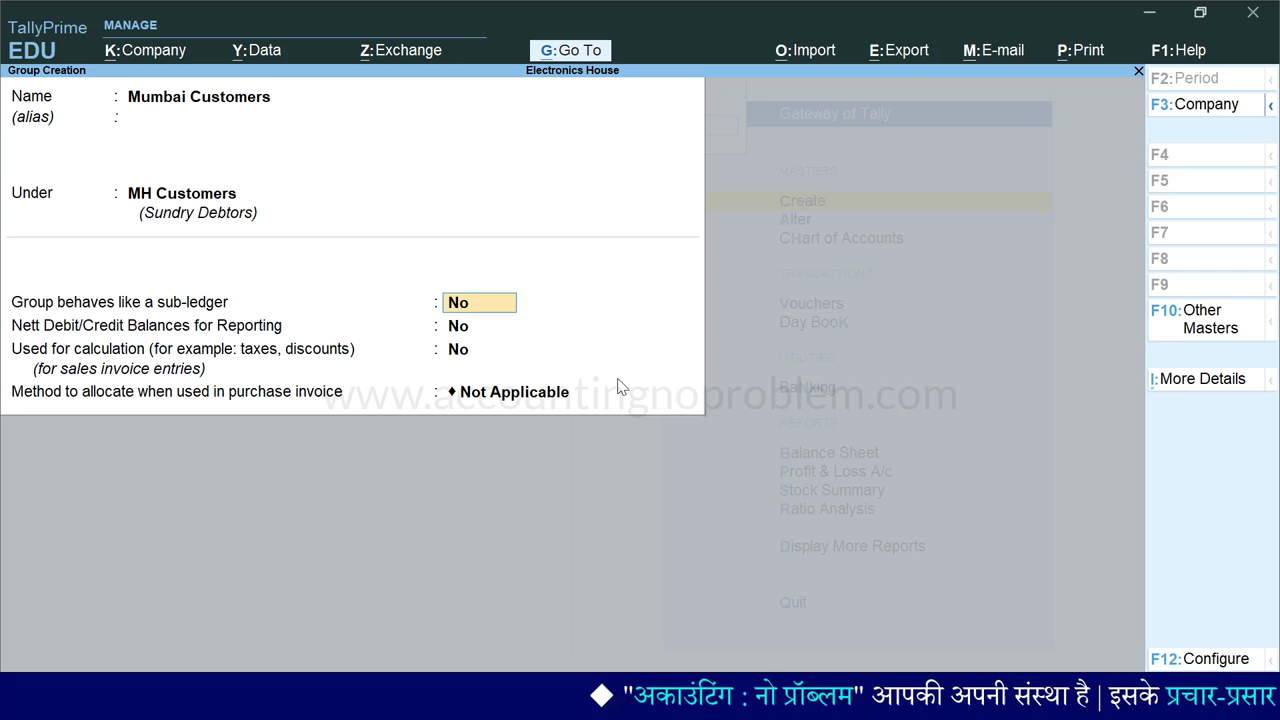 TallyPrime
EDU
MANAGE
K:Company
Y:Data
Z:Exchange
G:Go To
O:Import
E:Export
M:E-mail
P:Print
F1:Help
Group Creation
Electronics House
Name : Mumbai Customers
(alias) :
Under : MH Customers
(Sundry Debtors)
Group behaves like a sub-ledger : No
Nett Debit/Credit Balances for Reporting : No
Used for calculation (for example: taxes, discounts) : No
(for sales invoice entries)
Method to allocate when used in purchase invoice : ♦ Not Applicable
Gateway of Tally
MASTERS
Create
Alter
CHart of Accounts
TRANSACTIONS
Vouchers
Day BooK
UTILITIES
BaNking
REPORTS
Balance Sheet
Profit & Loss A/c
Stock Summary
Ratio Analysis
Display More Reports
Quit
www.accountingnoproblem.com
F2:Period
F3:Company
F4
F5
F6
F7
F8
F9
F10:Other
Masters
I:More Details
F12:Configure
◆ "अकाउंटिंग : नो प्रॉब्लम" आपकी अपनी संस्था है | इसके प्रचार-प्रसार